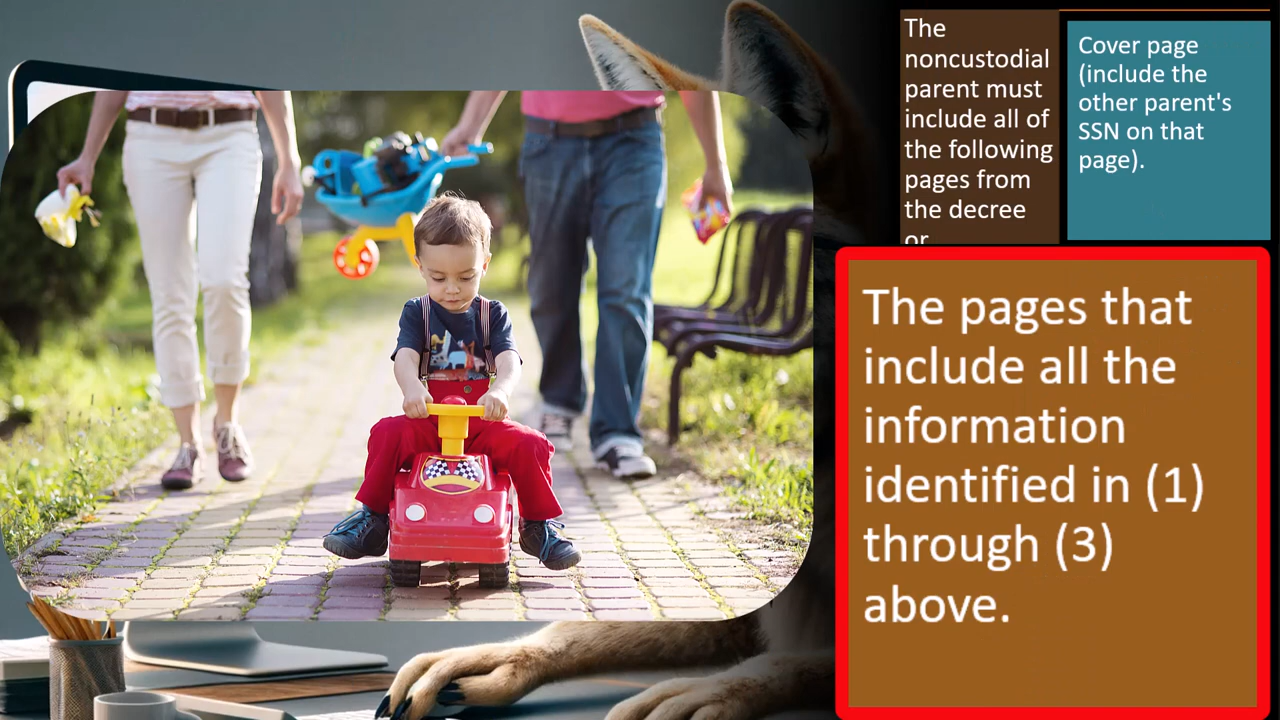 The
noncustodial
parent must
include all of
the following
pages from
the decree
or
Cover page
(include the
other parent's
SSN on that
page).
The pages that
include all the
information
identified in (1)
through (3)
above.